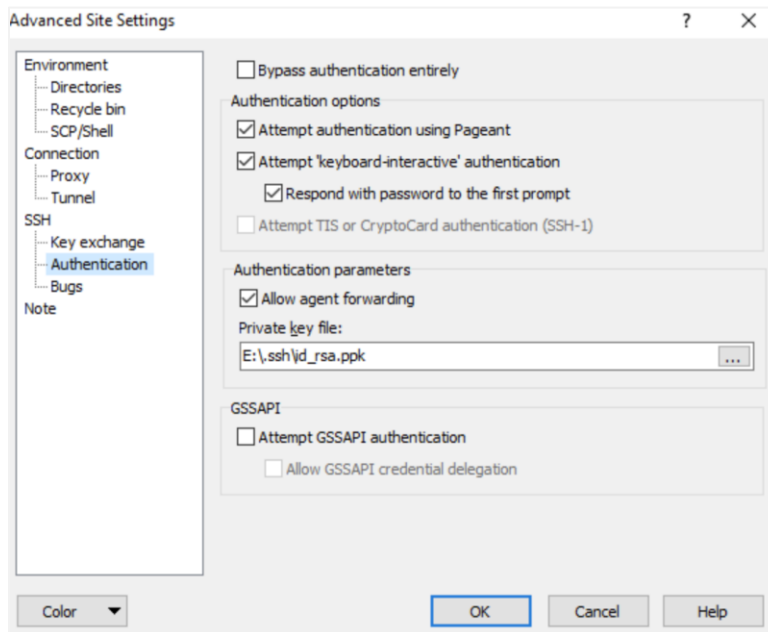 Advanced Site Settings
?
Environment
Directories
Recycle bin
SCP/Shell
Connection
Proxy
Tunnel
SSH
Key exchange
Authentication
Bugs
Note
Bypass authentication entirely
Authentication options
Attempt authentication using Pageant
Attempt 'keyboard-interactive' authentication
Respond with password to the first prompt
Attempt TIS or CryptoCard authentication (SSH-1)
Authentication parameters
Allow agent forwarding
Private key file:
E:\.ssh\id_rsa.ppk
...
GSSAPI
Attempt GSSAPI authentication
Allow GSSAPI credential delegation
Color
OK
Cancel
Help